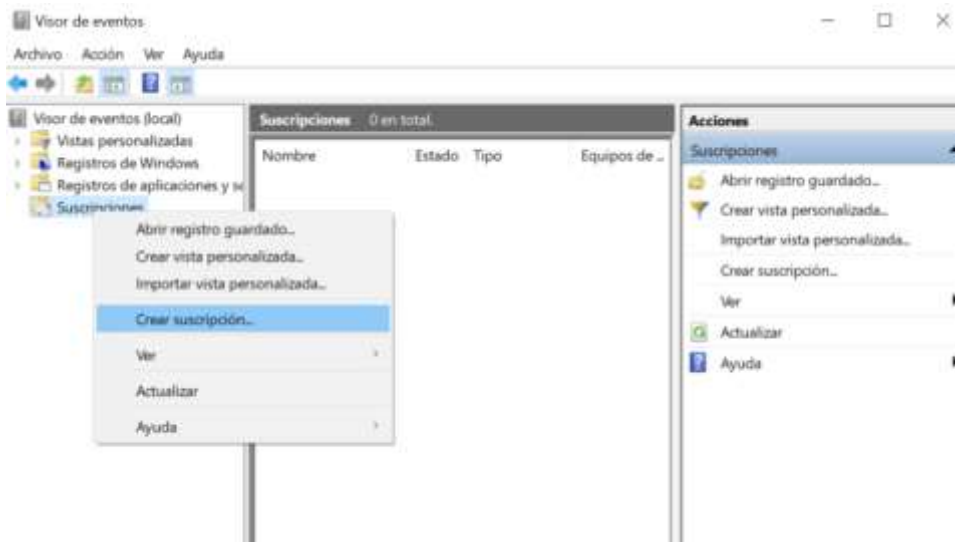 Visor de eventos
Archivo Acción Ver Ayuda
Visor de eventos (local)
Vistas personalizadas
Registros de Windows
Registros de aplicaciones y se
Suscripciones
Suscripciones 0 en total.
Nombre Estado Tipo Equipos de ...
Abrir registro guardado...
Crear vista personalizada...
Importar vista personalizada...
Crear suscripción...
Ver
Actualizar
Ayuda
Acciones
Suscripciones
Abrir registro guardado...
Crear vista personalizada...
Importar vista personalizada...
Crear suscripción...
Ver
Actualizar
Ayuda